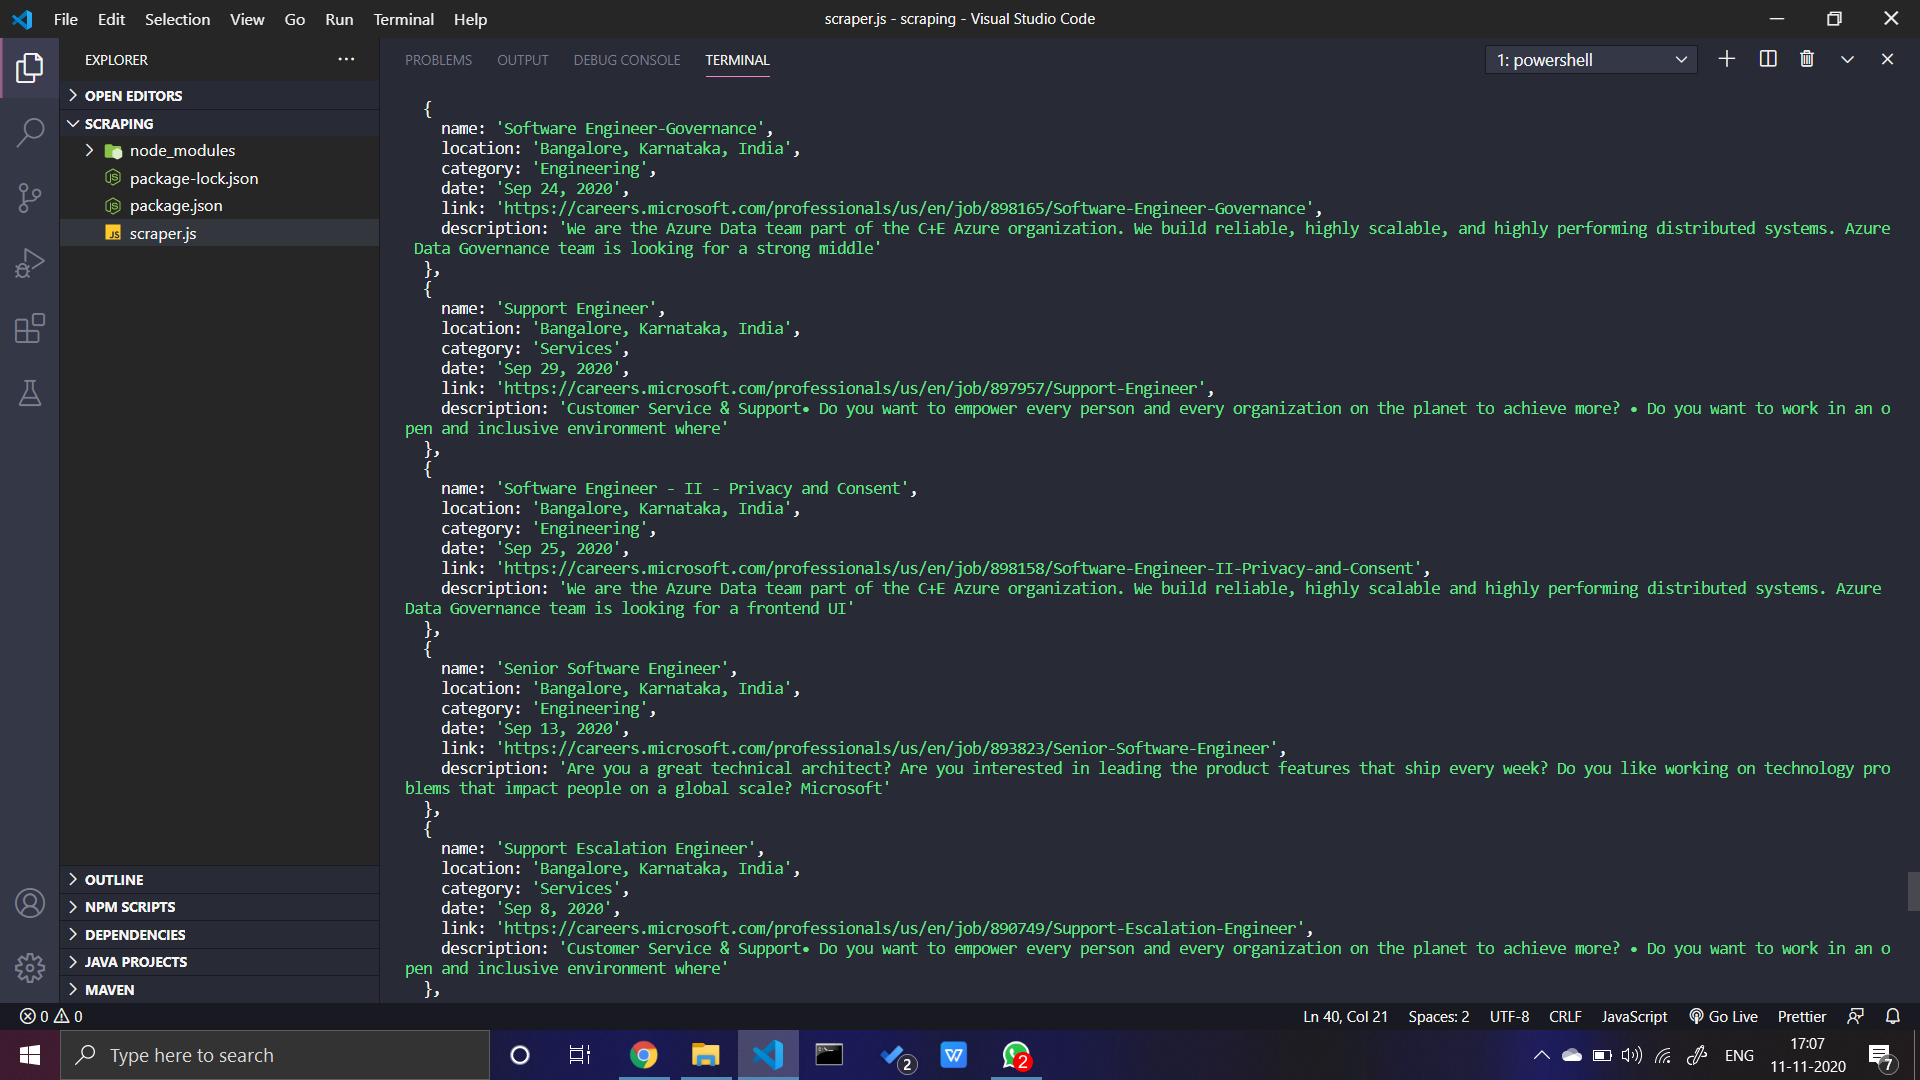 File Edit Selection View Go Run Terminal Help
scraper.js - scraping - Visual Studio Code
EXPLORER
OPEN EDITORS
SCRAPING
node_modules
package-lock.json
package.json
JS scraper.js
OUTLINE
NPM SCRIPTS
DEPENDENCIES
JAVA PROJECTS
MAVEN
PROBLEMS OUTPUT DEBUG CONSOLE TERMINAL
1: powershell
{
name: 'Software Engineer-Governance',
location: 'Bangalore, Karnataka, India',
category: 'Engineering',
date: 'Sep 24, 2020',
link: 'https://careers.microsoft.com/professionals/us/en/job/898165/Software-Engineer-Governance',
description: 'We are the Azure Data team part of the C+E Azure organization. We build reliable, highly scalable, and highly performing distributed systems. Azure
Data Governance team is looking for a strong middle'
},
{
name: 'Support Engineer',
location: 'Bangalore, Karnataka, India',
category: 'Services',
date: 'Sep 29, 2020',
link: 'https://careers.microsoft.com/professionals/us/en/job/897957/Support-Engineer',
description: 'Customer Service & Support• Do you want to empower every person and every organization on the planet to achieve more? • Do you want to work in an o
pen and inclusive environment where'
},
{
name: 'Software Engineer - II - Privacy and Consent',
location: 'Bangalore, Karnataka, India',
category: 'Engineering',
date: 'Sep 25, 2020',
link: 'https://careers.microsoft.com/professionals/us/en/job/898158/Software-Engineer-II-Privacy-and-Consent',
description: 'We are the Azure Data team part of the C+E Azure organization. We build reliable, highly scalable and highly performing distributed systems. Azure
Data Governance team is looking for a frontend UI'
},
{
name: 'Senior Software Engineer',
location: 'Bangalore, Karnataka, India',
category: 'Engineering',
date: 'Sep 13, 2020',
link: 'https://careers.microsoft.com/professionals/us/en/job/893823/Senior-Software-Engineer',
description: 'Are you a great technical architect? Are you interested in leading the product features that ship every week? Do you like working on technology pro
blems that impact people on a global scale? Microsoft'
},
{
name: 'Support Escalation Engineer',
location: 'Bangalore, Karnataka, India',
category: 'Services',
date: 'Sep 8, 2020',
link: 'https://careers.microsoft.com/professionals/us/en/job/890749/Support-Escalation-Engineer',
description: 'Customer Service & Support• Do you want to empower every person and every organization on the planet to achieve more? • Do you want to work in an o
pen and inclusive environment where'
},
0 0
Ln 40, Col 21 Spaces: 2 UTF-8 CRLF JavaScript Go Live Prettier
Type here to search
2
W
2
ENG
17:07
11-11-2020
7